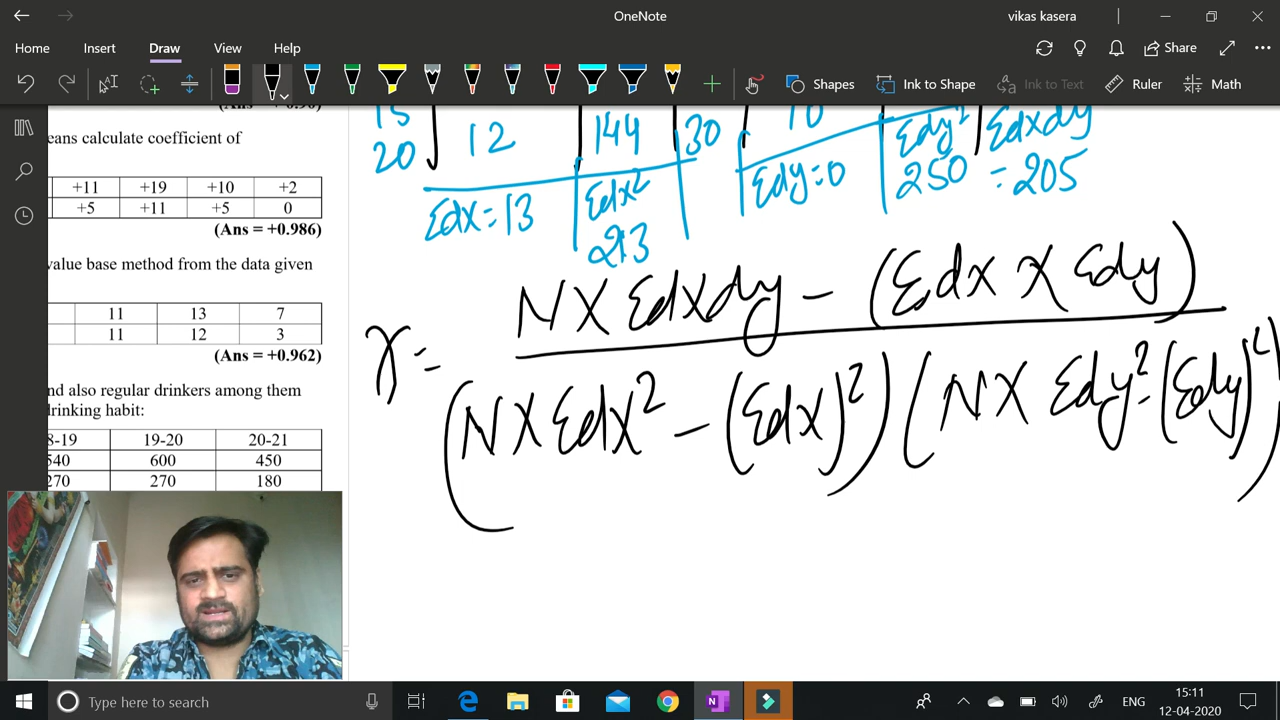 OneNote
vikas kasera
Home Insert Draw View Help
Share
Shapes Ink to Shape Ink to Text Ruler Math
eans calculate coefficient of
+11 +19 +10 +2
+5 +11 +5 0
(Ans = +0.986)
value base method from the data given
11 13 7
11 12 3
(Ans = +0.962)
nd also regular drinkers among them
drinking habit:
8-19 19-20 20-21
540 600 450
270 270 180
15 10
20 12 144 30 Σdy² Σdxdy
Σdx=13 Σdx² Σdy=0 250 =205
r = N X Σdxdy − (Σdx X Σdy)
(N X Σdx² − (Σdx)²) (N X Σdy² - (Σdy)²)
Type here to search
ENG
15:11
12-04-2020